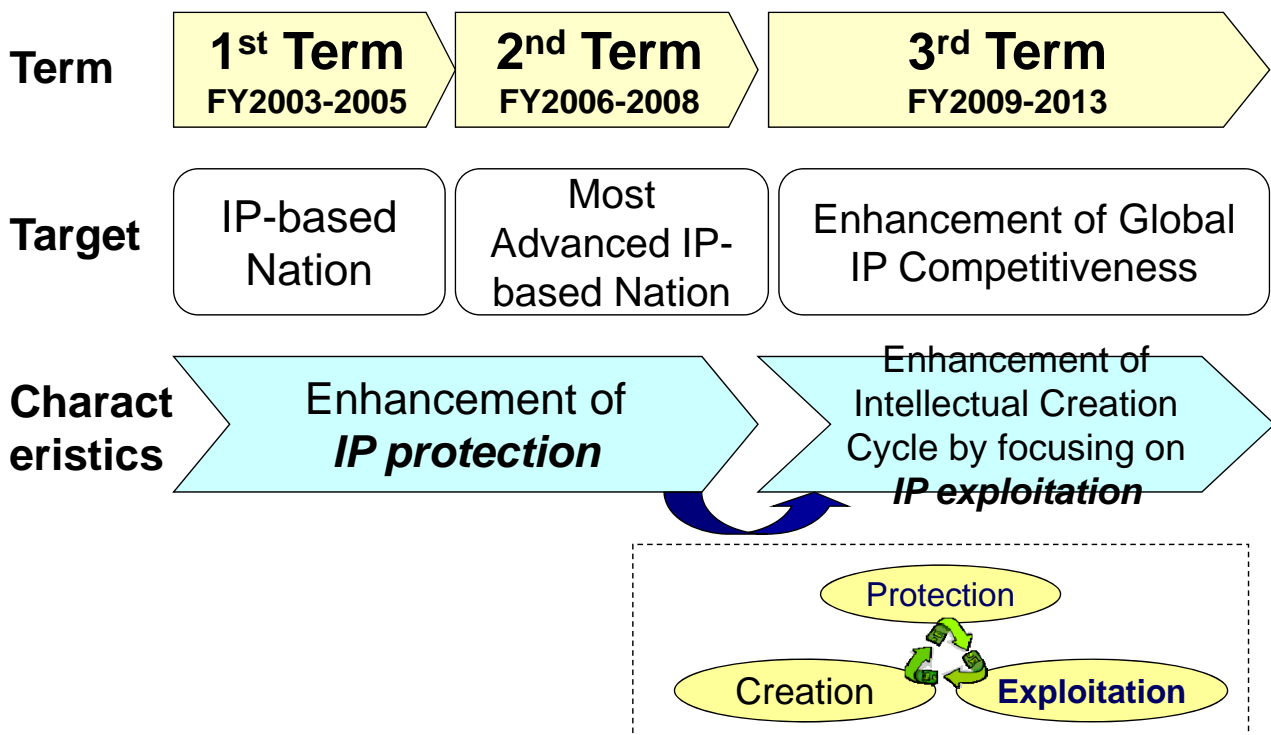 Term
1st Term
FY2003-2005
2nd Term
FY2006-2008
3rd Term
FY2009-2013
Target
IP-based
Nation
Most
Advanced IP-
based Nation
Enhancement of Global
IP Competitiveness
Charact
eristics
Enhancement of
IP protection
Enhancement of
Intellectual Creation
Cycle by focusing on
IP exploitation
Protection
Creation
Exploitation